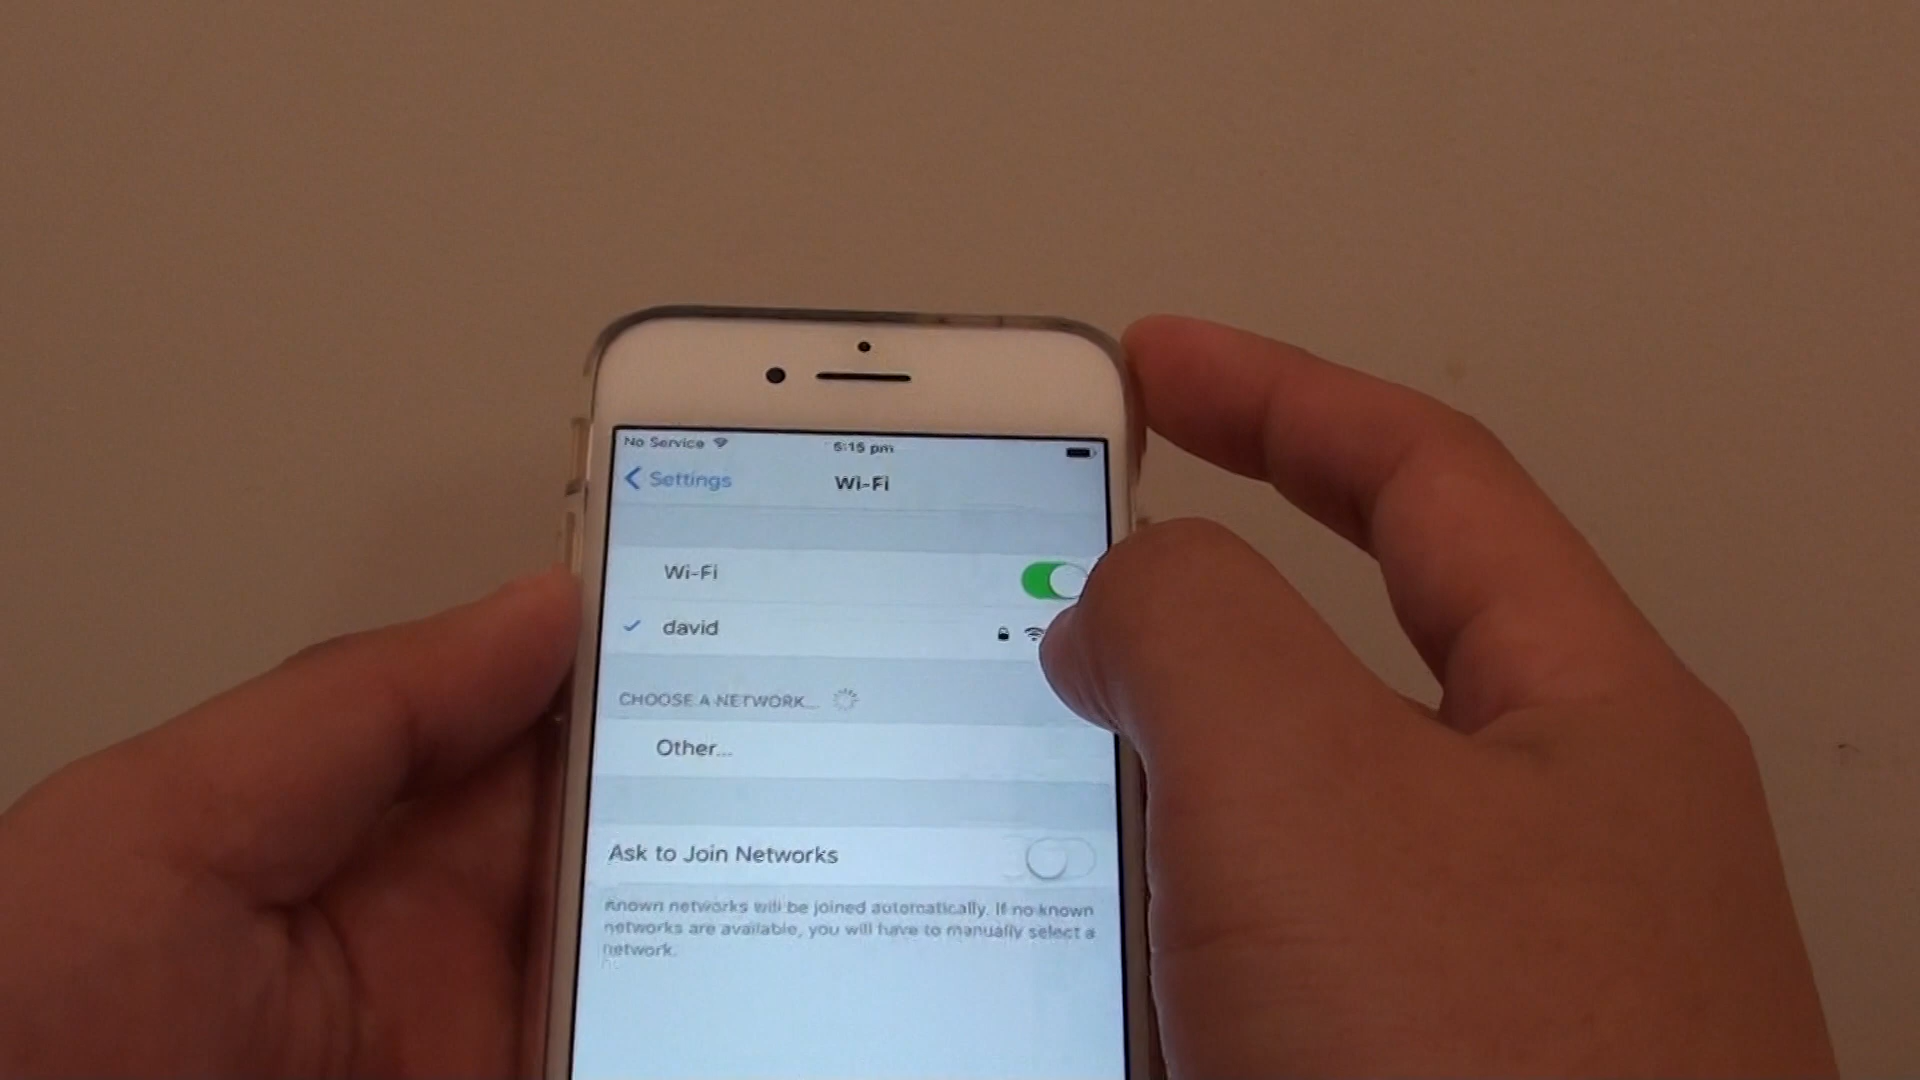 No Service
5:15 pm
Settings
Wi-Fi
Wi-Fi
david
CHOOSE A NETWORK...
Other...
Ask to Join Networks
Known networks will be joined automatically. If no known
networks are available, you will have to manually select a
network.